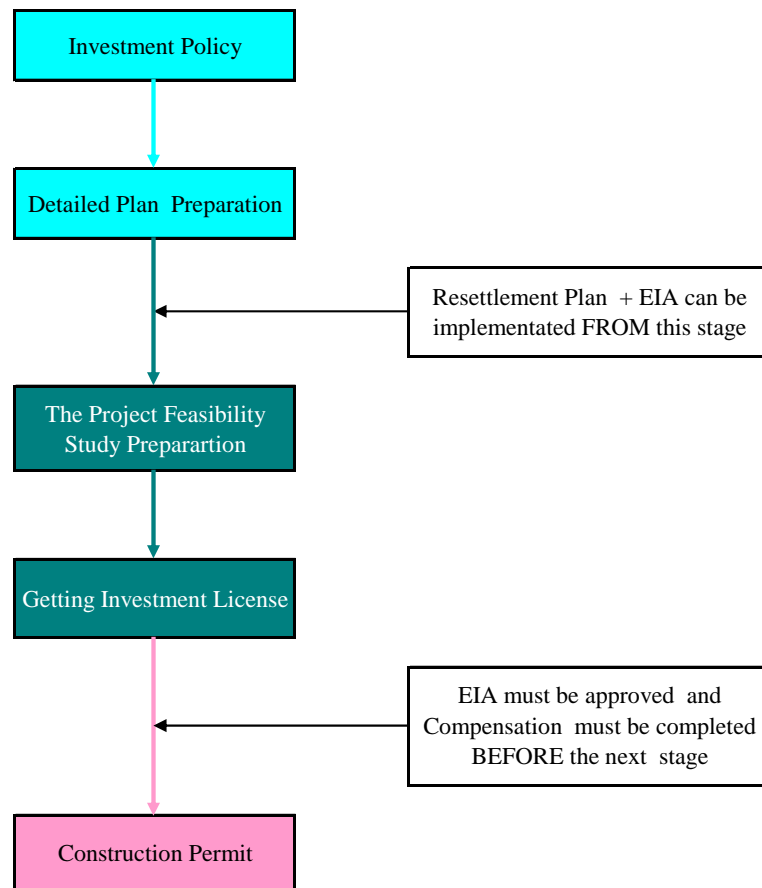 Investment Policy
Detailed Plan Preparation
Resettlement Plan + EIA can be
implementated FROM this stage
The Project Feasibility
Study Preparartion
Getting Investment License
EIA must be approved and
Compensation must be completed
BEFORE the next stage
Construction Permit